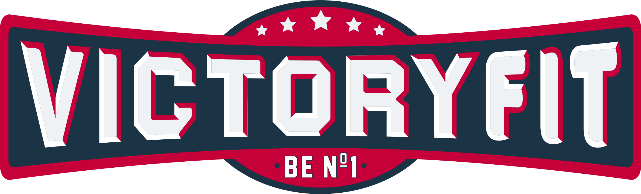 VICTORYFIT
· BE Nº1 ·